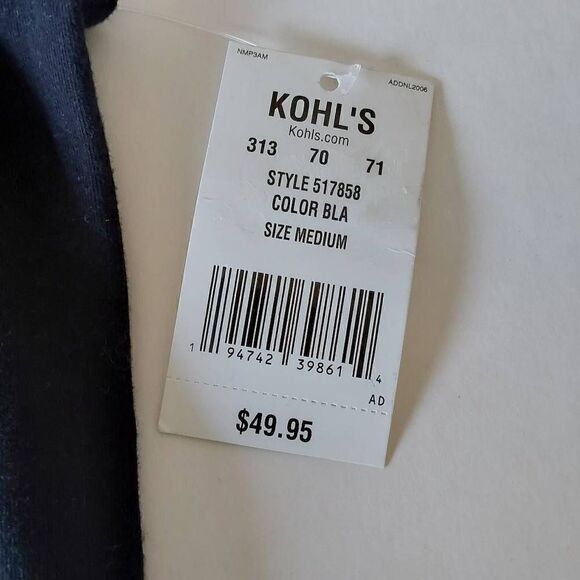 NMP3AM ADDNL2006
KOHL'S
Kohls.com
313 70 71
STYLE 517858
COLOR BLA
SIZE MEDIUM
1 94742 39861 4
AD
$49.95